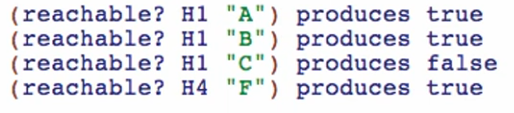 (reachable? H1 "A") produces true
(reachable? H1 "B") produces true
(reachable? H1 "C") produces false
(reachable? H4 "F") produces true